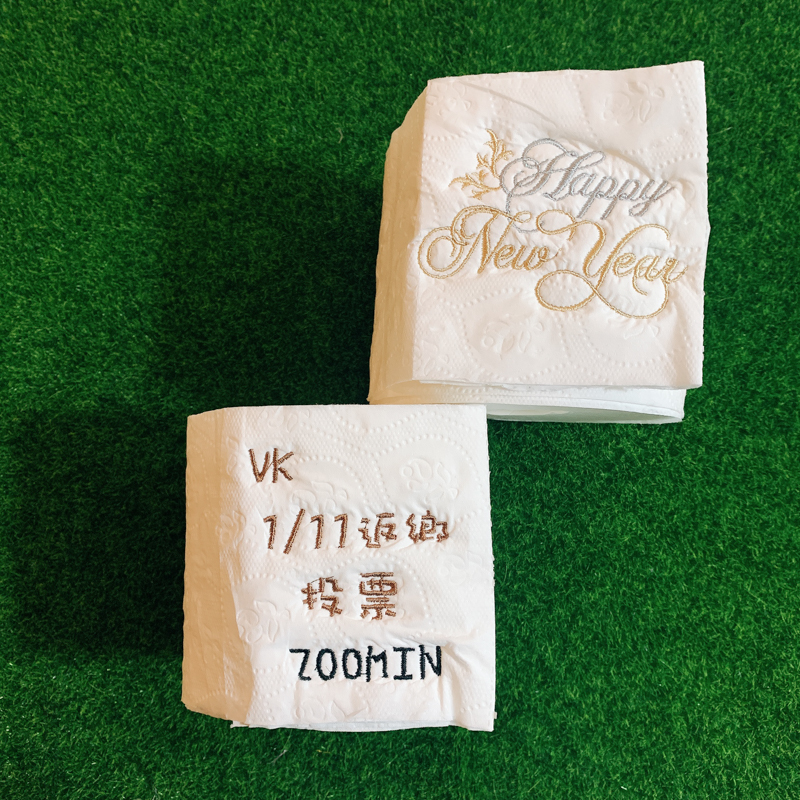 Happy
New Year
VK
1/11返鄉
投票
ZOOMIN